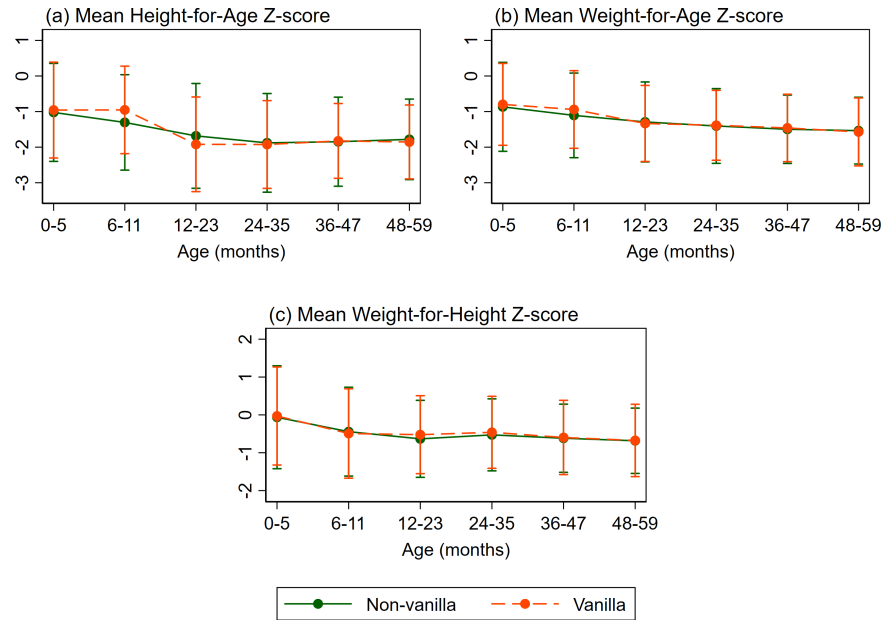 (a) Mean Height-for-Age Z-score
1
0
-1
-2
-3
0-5 6-11 12-23 24-35 36-47 48-59
Age (months)
(b) Mean Weight-for-Age Z-score
1
0
-1
-2
-3
0-5 6-11 12-23 24-35 36-47 48-59
Age (months)
(c) Mean Weight-for-Height Z-score
2
1
0
-1
-2
0-5 6-11 12-23 24-35 36-47 48-59
Age (months)
Non-vanilla Vanilla